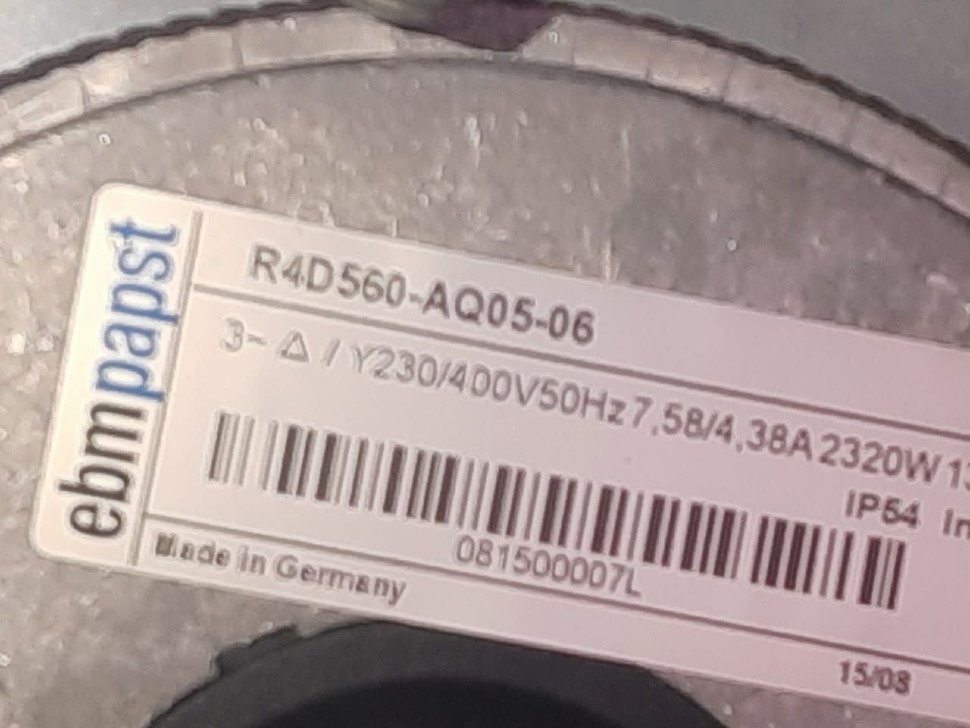 ebmpapst
R4D560-AQ05-06
3~ Δ / Y230/400V50Hz 7,58/4,38A 2320W
IP54
081500007L
Made in Germany
15/08